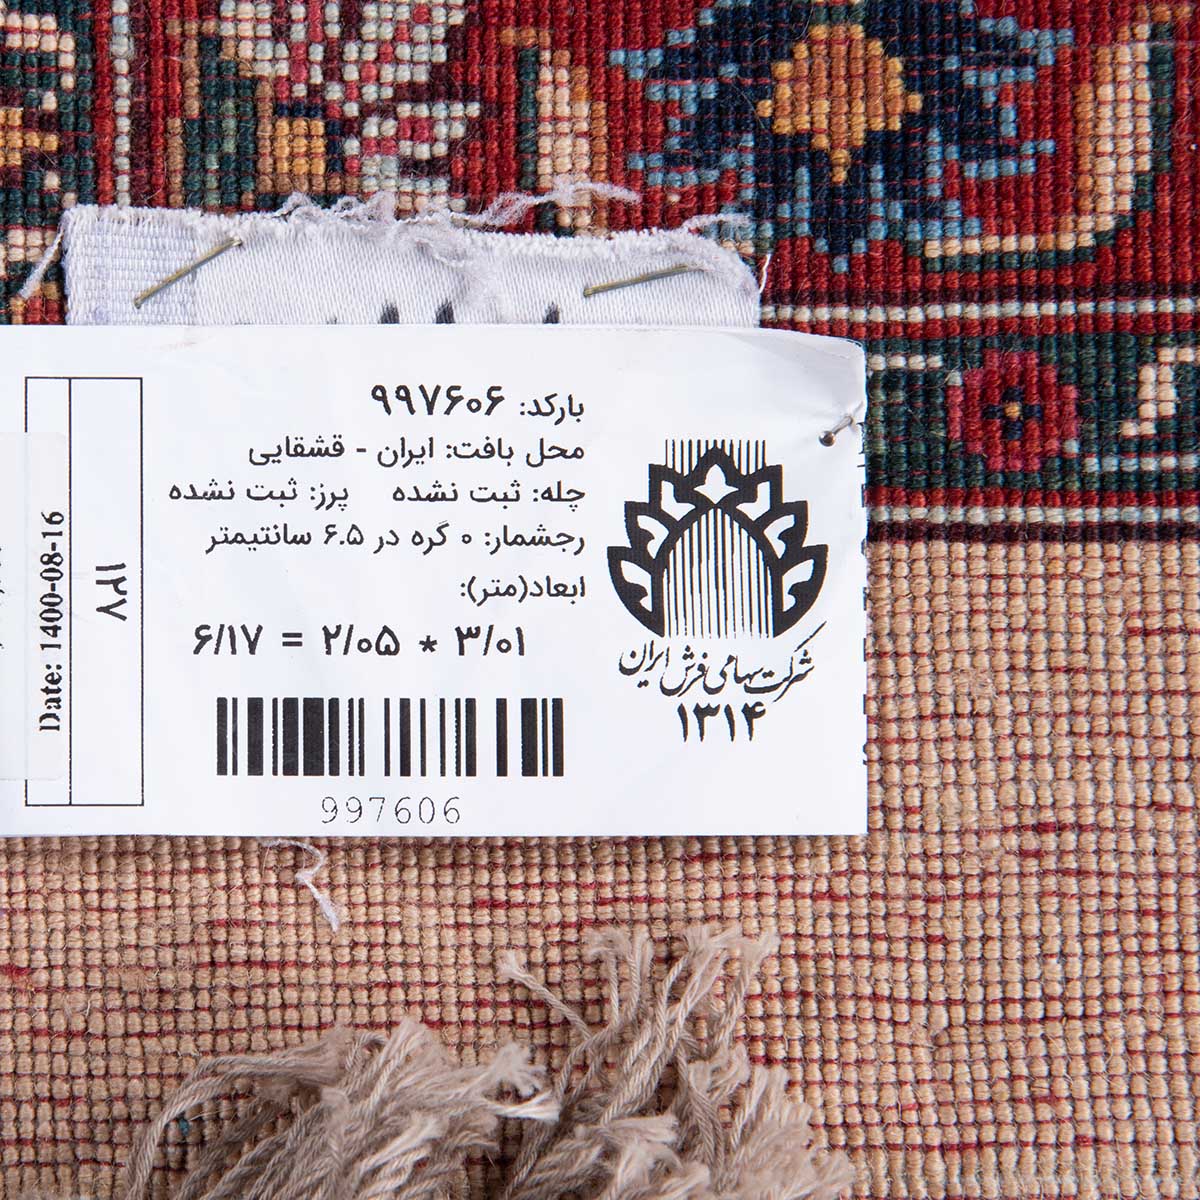 بارکد: ۹۹۷۶۰۶
محل بافت: ایران - قشقایی
چله: ثبت نشده پرز: ثبت نشده
رجشمار: ۰ گره در ۶.۵ سانتیمتر
ابعاد(متر):
۳/۰۱ * ۲/۰۵ = ۶/۱۷
997606
شرکت سهامی فرش ایران
۱۳۱۴
۱۲۷
Date: 1400-08-16